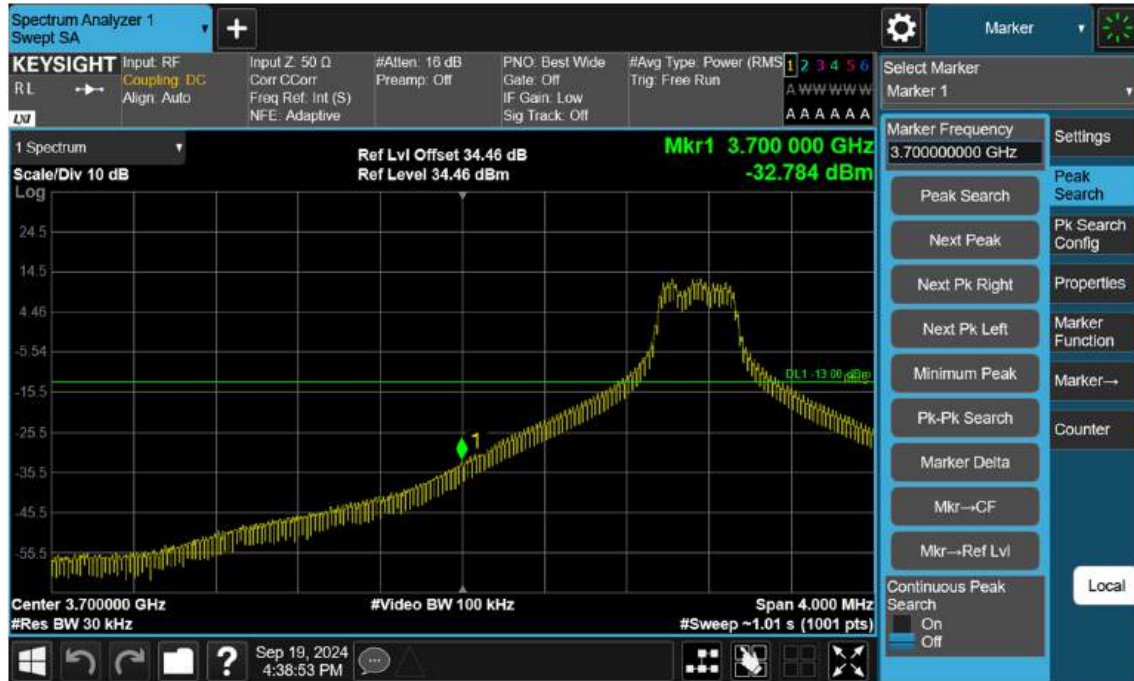 Spectrum Analyzer 1
Swept SA
Marker
KEYSIGHT
RL
LXI
Input: RF
Coupling: DC
Align: Auto
Input Z: 50 Ω
Corr CCorr
Freq Ref: Int (S)
NFE: Adaptive
#Atten: 16 dB
Preamp: Off
PNO: Best Wide
Gate: Off
IF Gain: Low
Sig Track: Off
#Avg Type: Power (RMS
Trig: Free Run
1 2 3 4 5 6
A W W W W W
A A A A A A
Select Marker
Marker 1
1 Spectrum
Scale/Div 10 dB
Log
Ref Lvl Offset 34.46 dB
Ref Level 34.46 dBm
Mkr1 3.700 000 GHz
-32.784 dBm
24.5
14.5
4.46
-5.54
-15.5
-25.5
-35.5
-45.5
-55.5
DL1 -13.00 dBm
1
Center 3.700000 GHz
#Res BW 30 kHz
#Video BW 100 kHz
Span 4.000 MHz
#Sweep ~1.01 s (1001 pts)
Marker Frequency
3.700000000 GHz
Peak Search
Next Peak
Next Pk Right
Next Pk Left
Minimum Peak
Pk-Pk Search
Marker Delta
Mkr→CF
Mkr→Ref Lvl
Continuous Peak
Search
On
Off
Settings
Peak
Search
Pk Search
Config
Properties
Marker
Function
Marker→
Counter
Local
?
Sep 19, 2024
4:38:53 PM